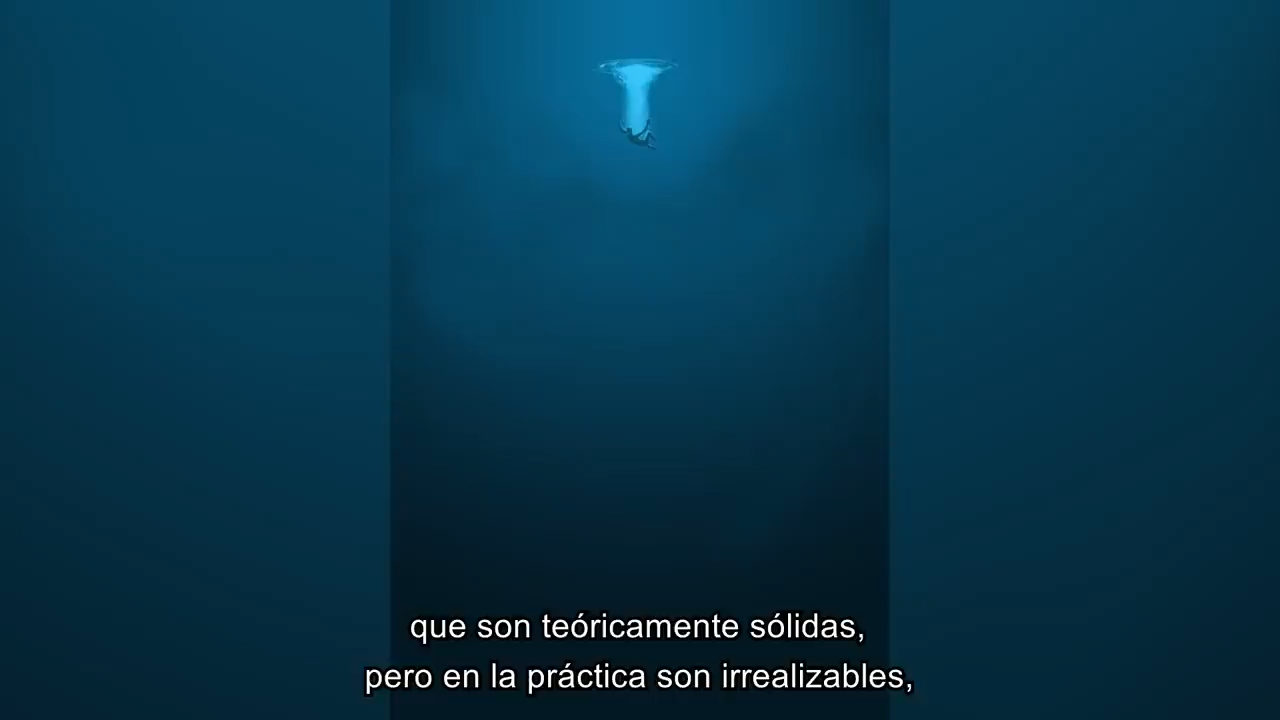 que son teóricamente sólidas,
pero en la práctica son irrealizables,